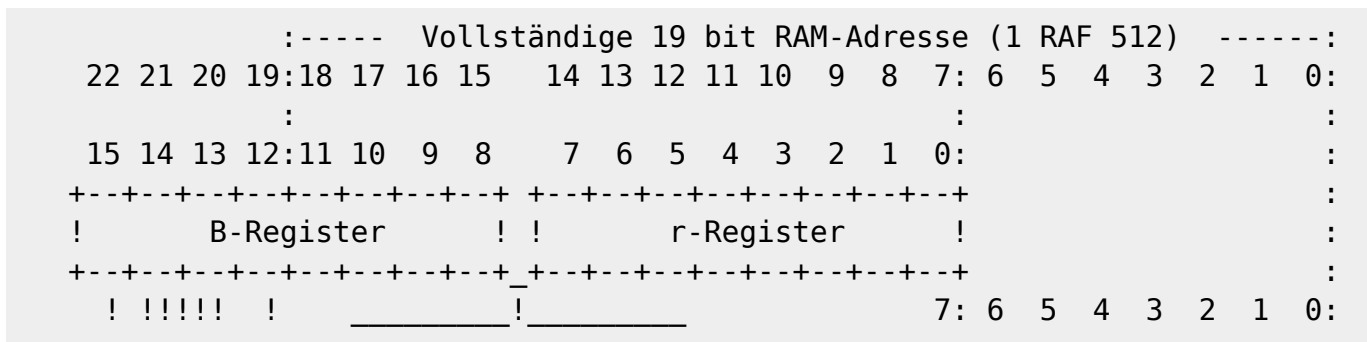 :-----  Vollständige 19 bit RAM-Adresse (1 RAF 512)  ------:
 22 21 20 19:18 17 16 15   14 13 12 11 10  9  8  7: 6  5  4  3  2  1  0:
            :                                     :                    :
 15 14 13 12:11 10  9  8    7  6  5  4  3  2  1  0:                    :
+--+--+--+--+--+--+--+--+ +--+--+--+--+--+--+--+--+                    :
!       B-Register      ! !       r-Register      !                    :
+--+--+--+--+--+--+--+--+_+--+--+--+--+--+--+--+--+                    :
  ! !!!!!  !    _________!_________              7: 6  5  4  3  2  1  0: